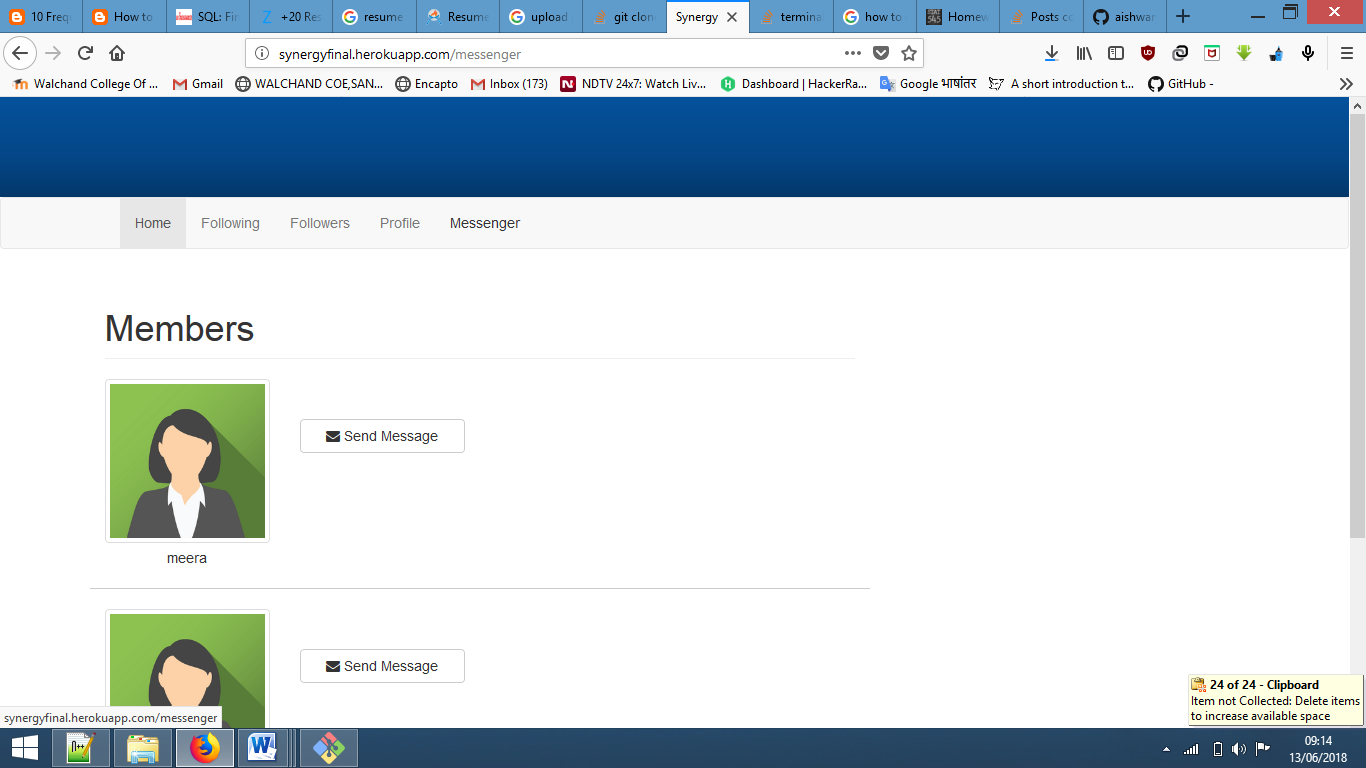 10 Freq
How to
SQL: Fin
+20 Res
resume
Resume
upload
git clon
Synergy
termina
how to
Homew
Posts co
aishwar
synergyfinal.herokuapp.com/messenger
Walchand College Of ...
Gmail
WALCHAND COE,SAN...
Encapto
Inbox (173)
NDTV 24x7: Watch Liv...
Dashboard | HackerRa...
Google भाषांतर
A short introduction t...
GitHub -
Home
Following
Followers
Profile
Messenger
Members
Send Message
meera
Send Message
24 of 24 - Clipboard
Item not Collected: Delete items
to increase available space
synergyfinal.herokuapp.com/messenger
09:14
13/06/2018